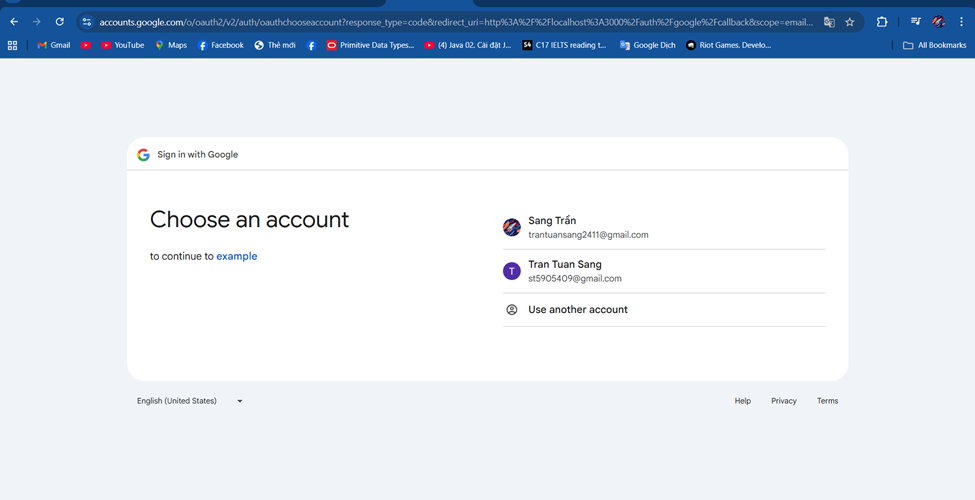 accounts.google.com/o/oauth2/v2/auth/oauthchooseaccount?response_type=code&redirect_uri=http%3A%2F%2Flocalhost%3A3000%2Fauth%2Fgoogle%2Fcallback&scope=email...
Gmail YouTube Maps Facebook Thẻ mới Primitive Data Types... (4) Java 02. Cài đặt J... 54 C17 IELTS reading t... Google Dịch Riot Games. Develo... All Bookmarks
Sign in with Google
Choose an account
to continue to example
Sang Trần
trantuansang2411@gmail.com
T
Tran Tuan Sang
st5905409@gmail.com
Use another account
English (United States)
Help Privacy Terms